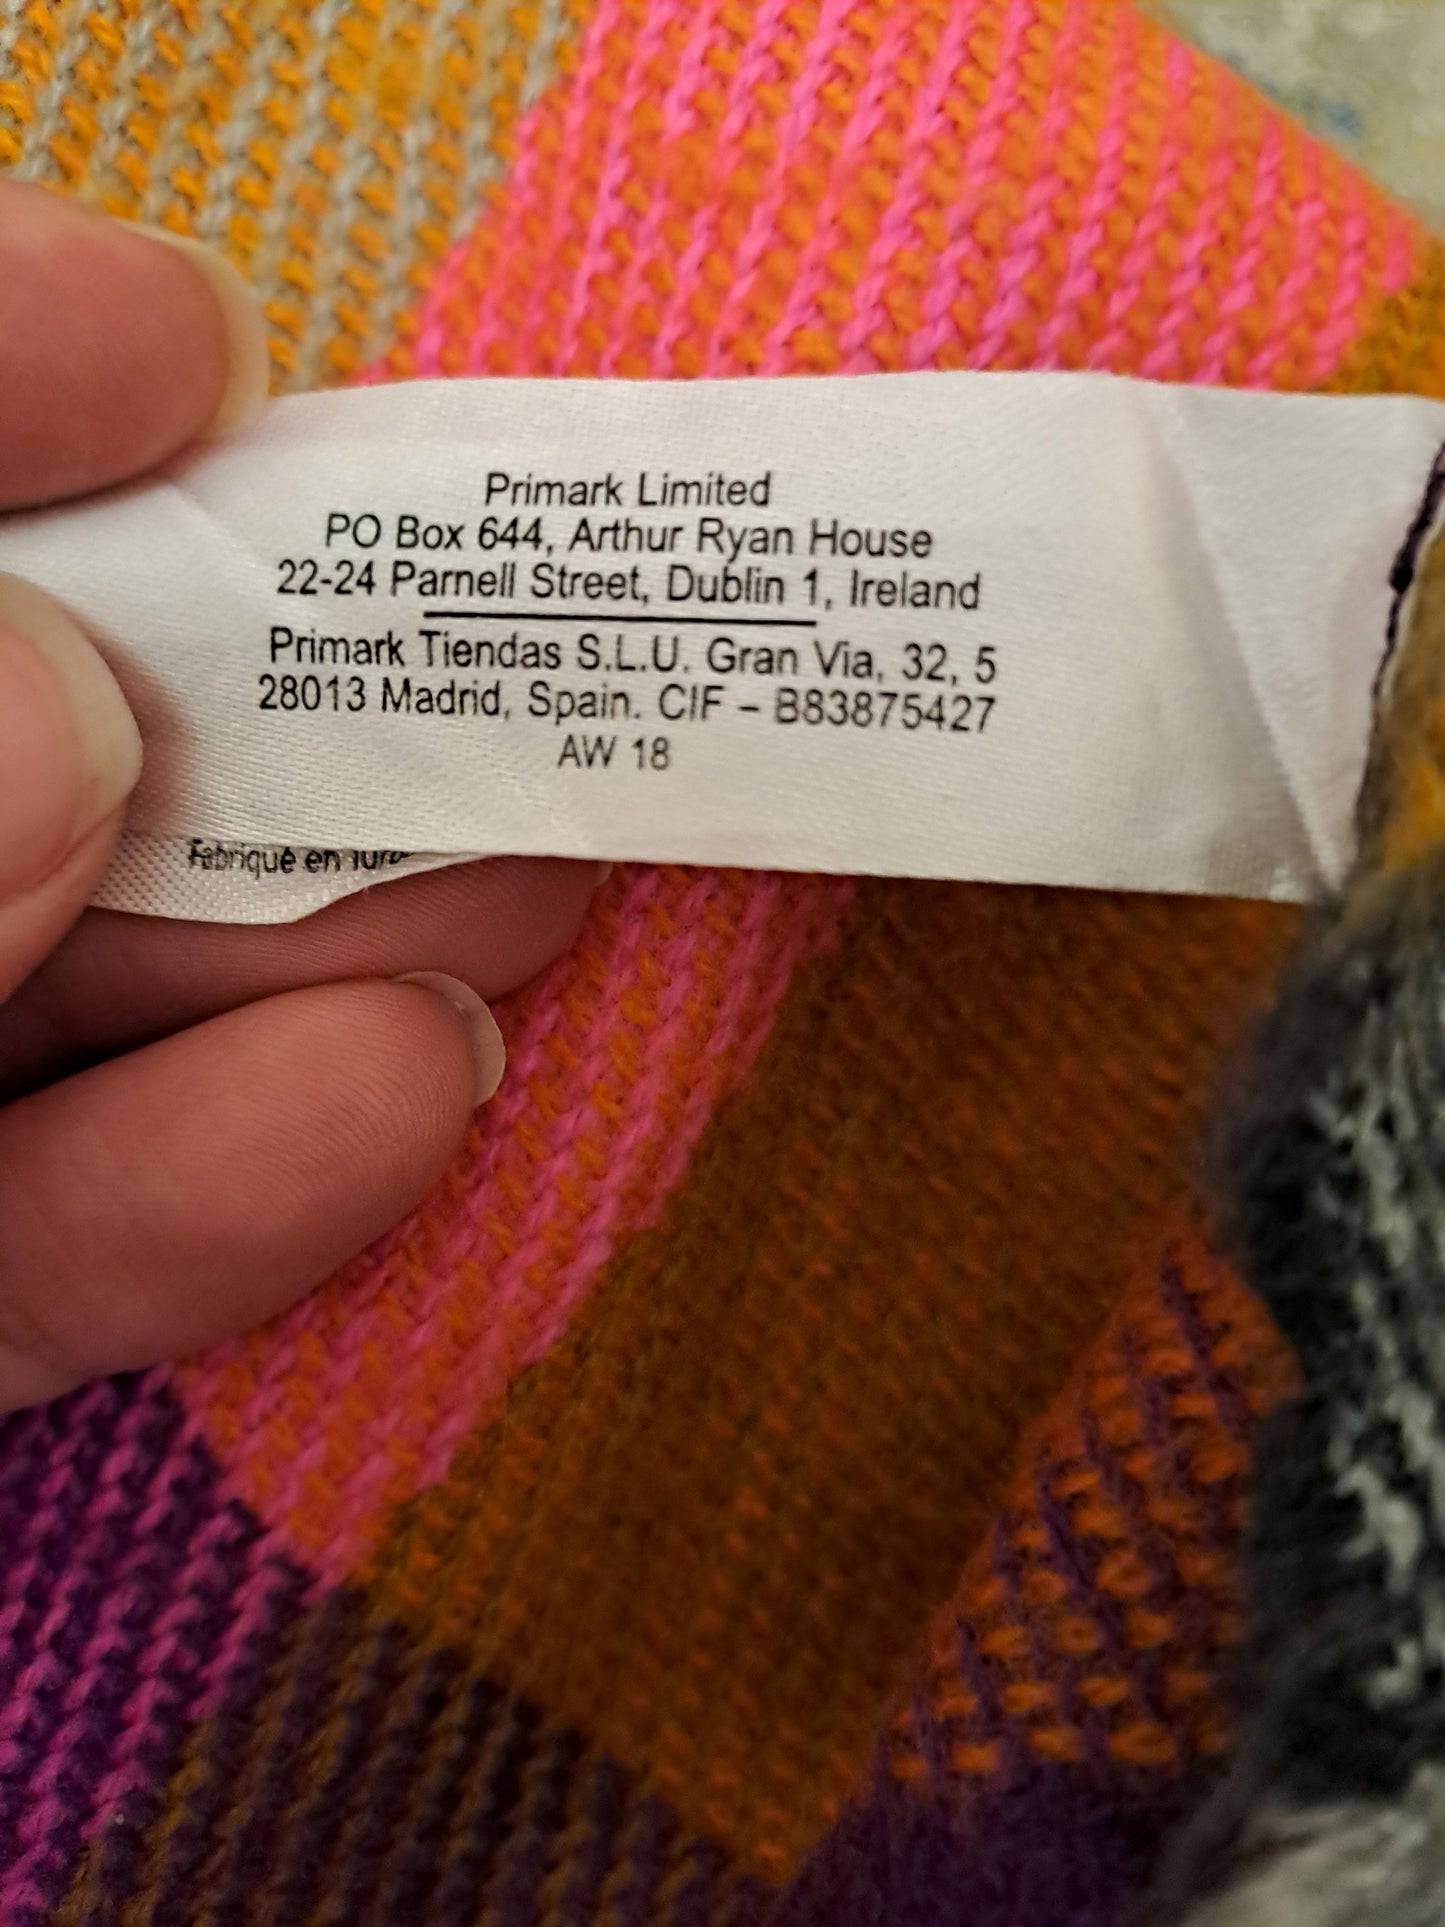 Primark Limited
PO Box 644, Arthur Ryan House
22-24 Parnell Street, Dublin 1, Ireland
Primark Tiendas S.L.U. Gran Via, 32, 5
28013 Madrid, Spain. CIF – B83875427
AW 18
Fabriqué en